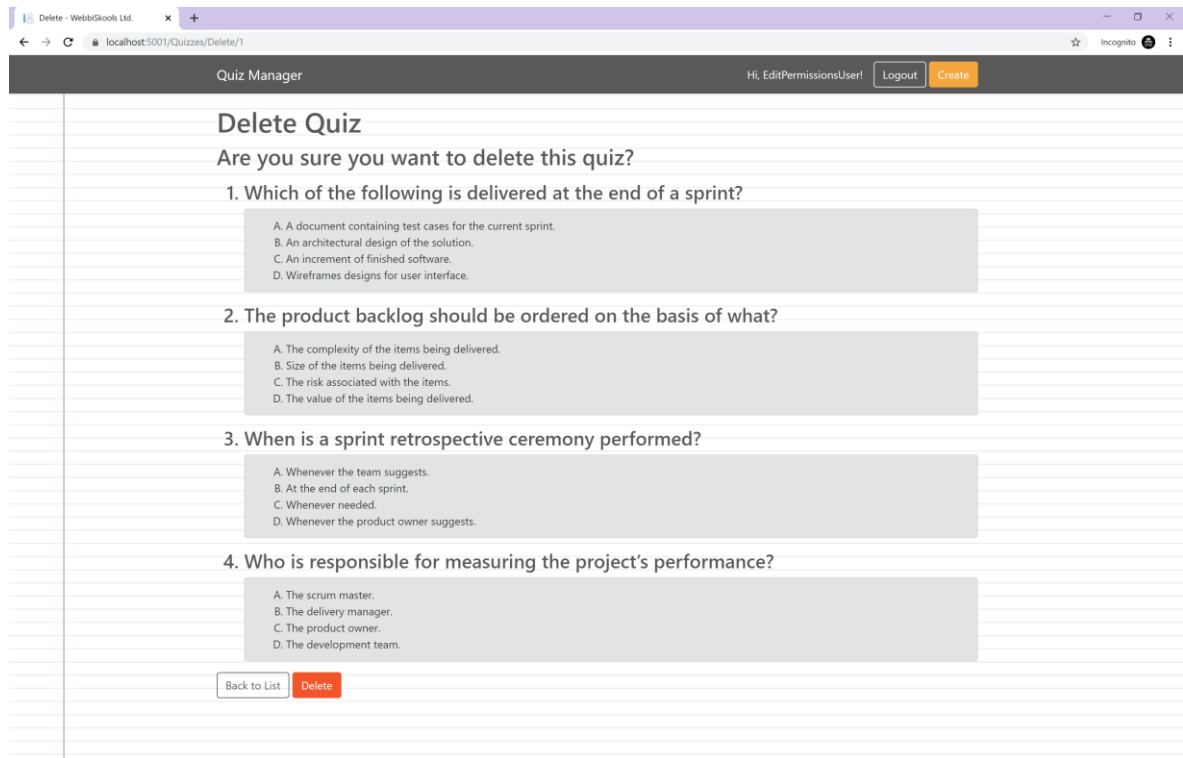 Delete - WebbiSkools Ltd.
localhost:5001/Quizzes/Delete/1
Incognito
Quiz Manager
Hi, EditPermissionsUser!
Logout
Create
Delete Quiz
Are you sure you want to delete this quiz?
1. Which of the following is delivered at the end of a sprint?
A. A document containing test cases for the current sprint.
B. An architectural design of the solution.
C. An increment of finished software.
D. Wireframes designs for user interface.
2. The product backlog should be ordered on the basis of what?
A. The complexity of the items being delivered.
B. Size of the items being delivered.
C. The risk associated with the items.
D. The value of the items being delivered.
3. When is a sprint retrospective ceremony performed?
A. Whenever the team suggests.
B. At the end of each sprint.
C. Whenever needed.
D. Whenever the product owner suggests.
4. Who is responsible for measuring the project’s performance?
A. The scrum master.
B. The delivery manager.
C. The product owner.
D. The development team.
Back to List
Delete